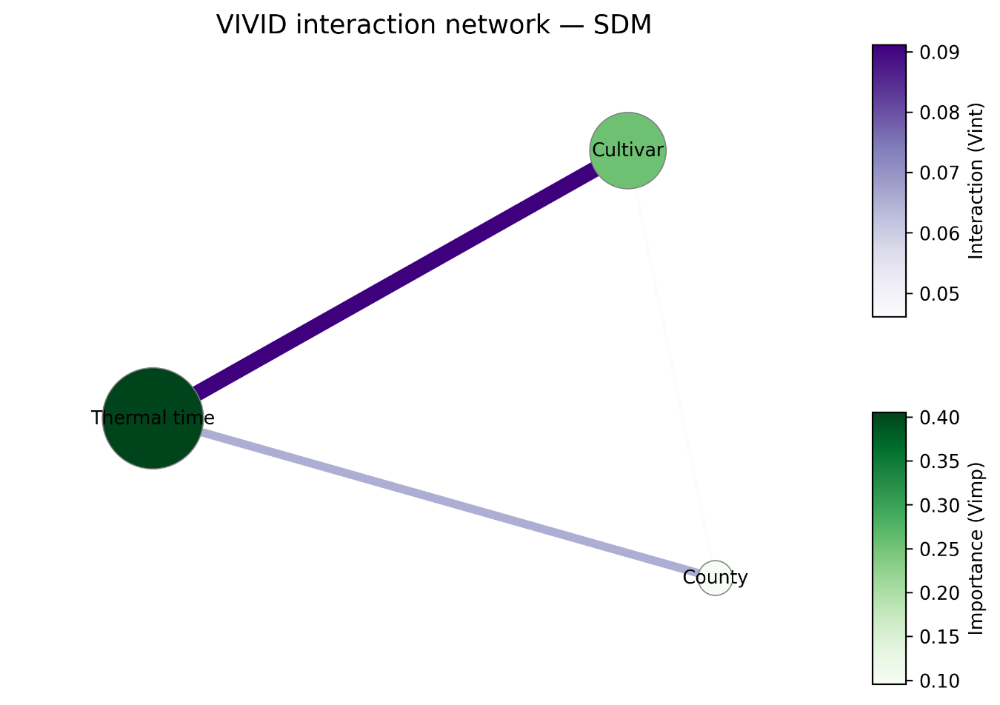 VIVID interaction network — SDM
Cultivar
Thermal time
County
0.09
0.08
0.07
0.06
0.05
Interaction (Vint)
0.40
0.35
0.30
0.25
0.20
0.15
0.10
Importance (Vimp)